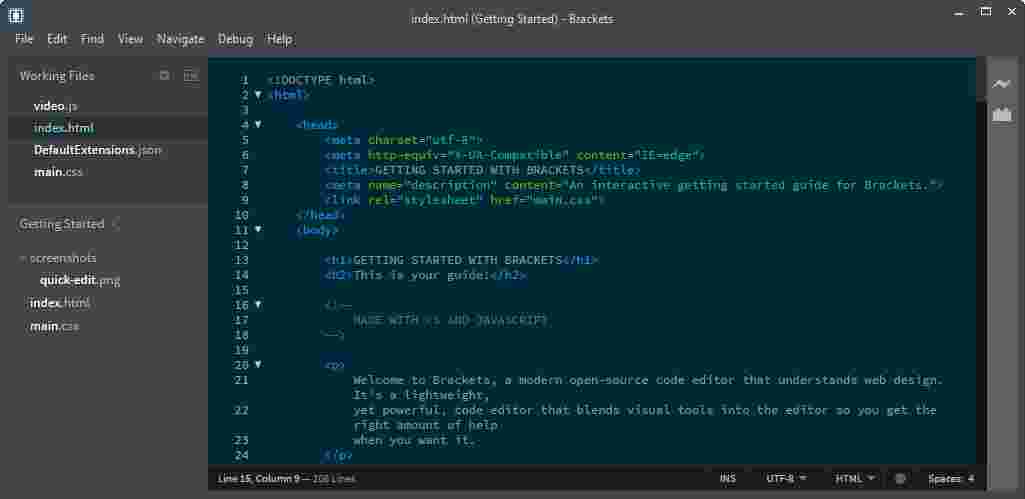 index.html (Getting Started) - Brackets
File Edit Find View Navigate Debug Help
Working Files
video.js
index.html
DefaultExtensions.json
main.css
Getting Started
screenshots
quick-edit.png
index.html
main.css
1 <!DOCTYPE html>
2 <html>
3
4 <head>
5 <meta charset="utf-8">
6 <meta http-equiv="X-UA-Compatible" content="IE=edge">
7 <title>GETTING STARTED WITH BRACKETS</title>
8 <meta name="description" content="An interactive getting started guide for Brackets.">
9 <link rel="stylesheet" href="main.css">
10 </head>
11 <body>
12
13 <h1>GETTING STARTED WITH BRACKETS</h1>
14 <h2>This is your guide!</h2>
15
16 <!--
17 MADE WITH <3 AND JAVASCRIPT
18 -->
19
20 <p>
21 Welcome to Brackets, a modern open-source code editor that understands web design.
It's a lightweight,
22 yet powerful, code editor that blends visual tools into the editor so you get the
right amount of help
23 when you want it.
24 </p>
Line 15, Column 9 — 206 Lines INS UTF-8 HTML Spaces: 4